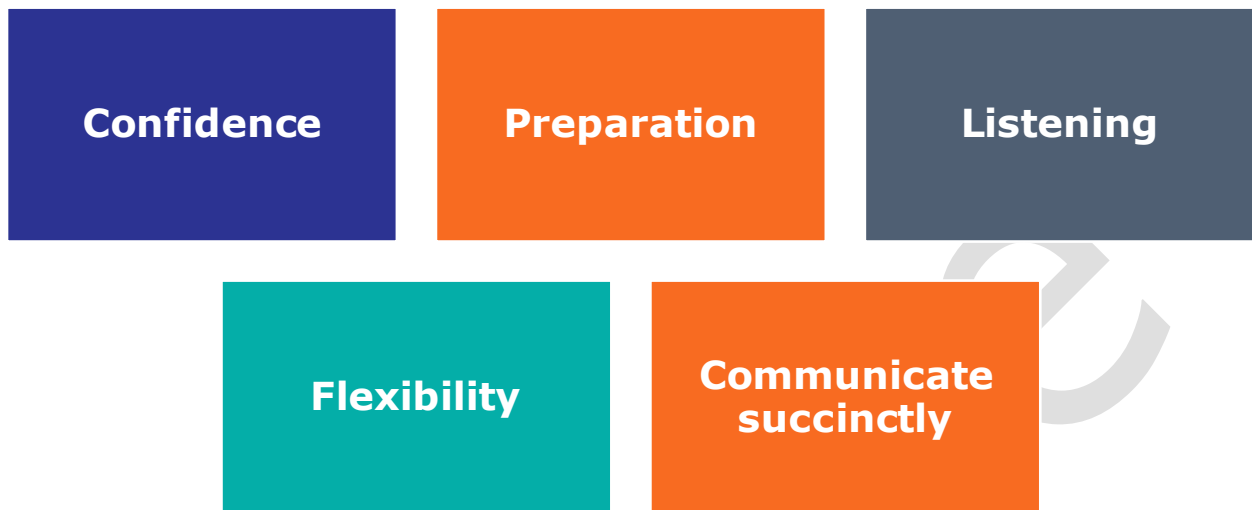 Confidence
Preparation
Listening
Flexibility
Communicate
succinctly